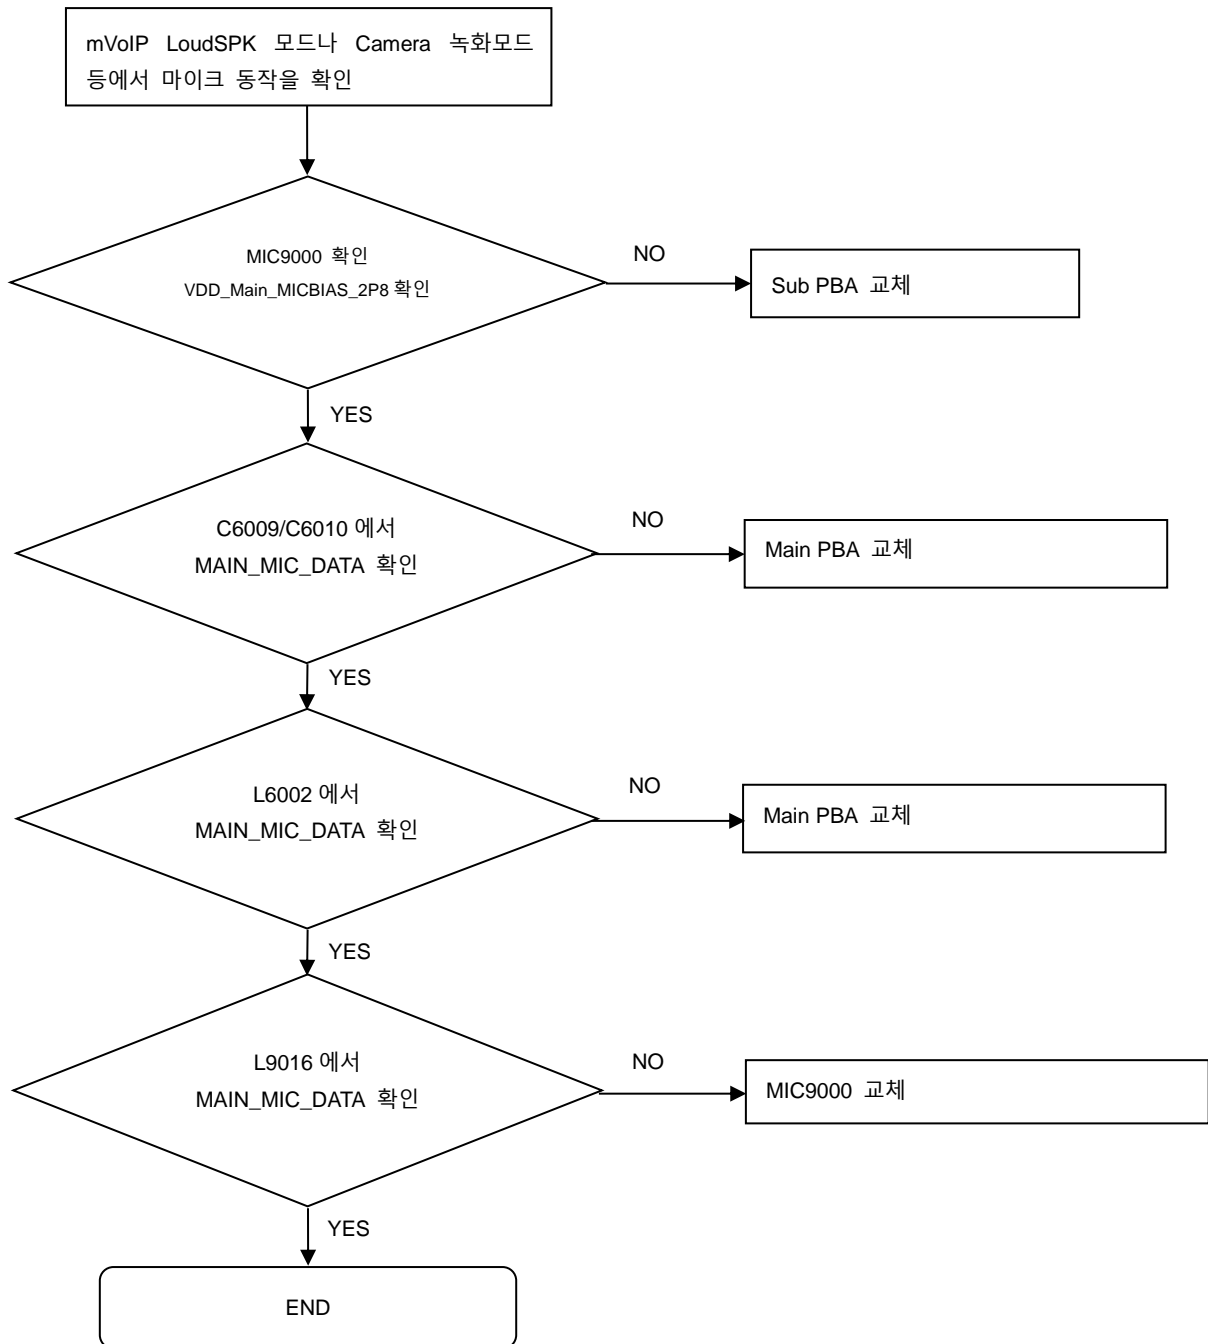 mVoIP LoudSPK 모드나 Camera 녹화모드
등에서 마이크 동작을 확인
MIC9000 확인
VDD_Main_MICBIAS_2P8 확인
NO
Sub PBA 교체
YES
C6009/C6010 에서
MAIN_MIC_DATA 확인
NO
Main PBA 교체
YES
L6002 에서
MAIN_MIC_DATA 확인
NO
Main PBA 교체
YES
L9016 에서
MAIN_MIC_DATA 확인
NO
MIC9000 교체
YES
END